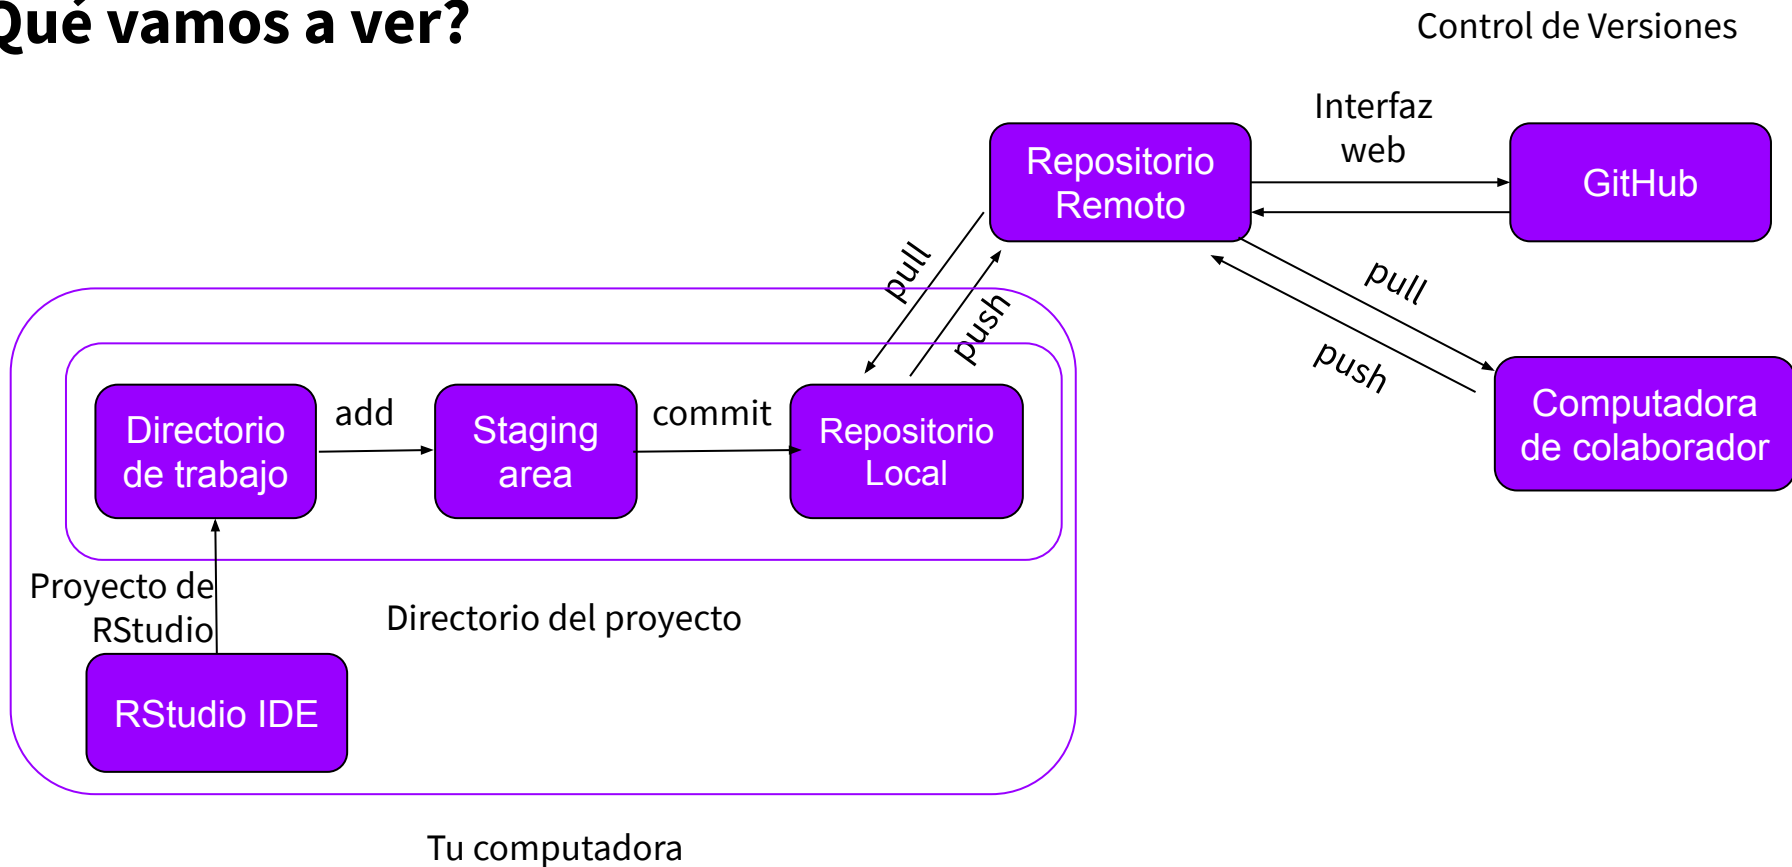 Qué vamos a ver?
Control de Versiones
Interfaz
web
Repositorio
Remoto
GitHub
pull
push
pull
push
Directorio
de trabajo
add
Staging
area
commit
Repositorio
Local
Computadora
de colaborador
Proyecto de
RStudio
Directorio del proyecto
RStudio IDE
Tu computadora